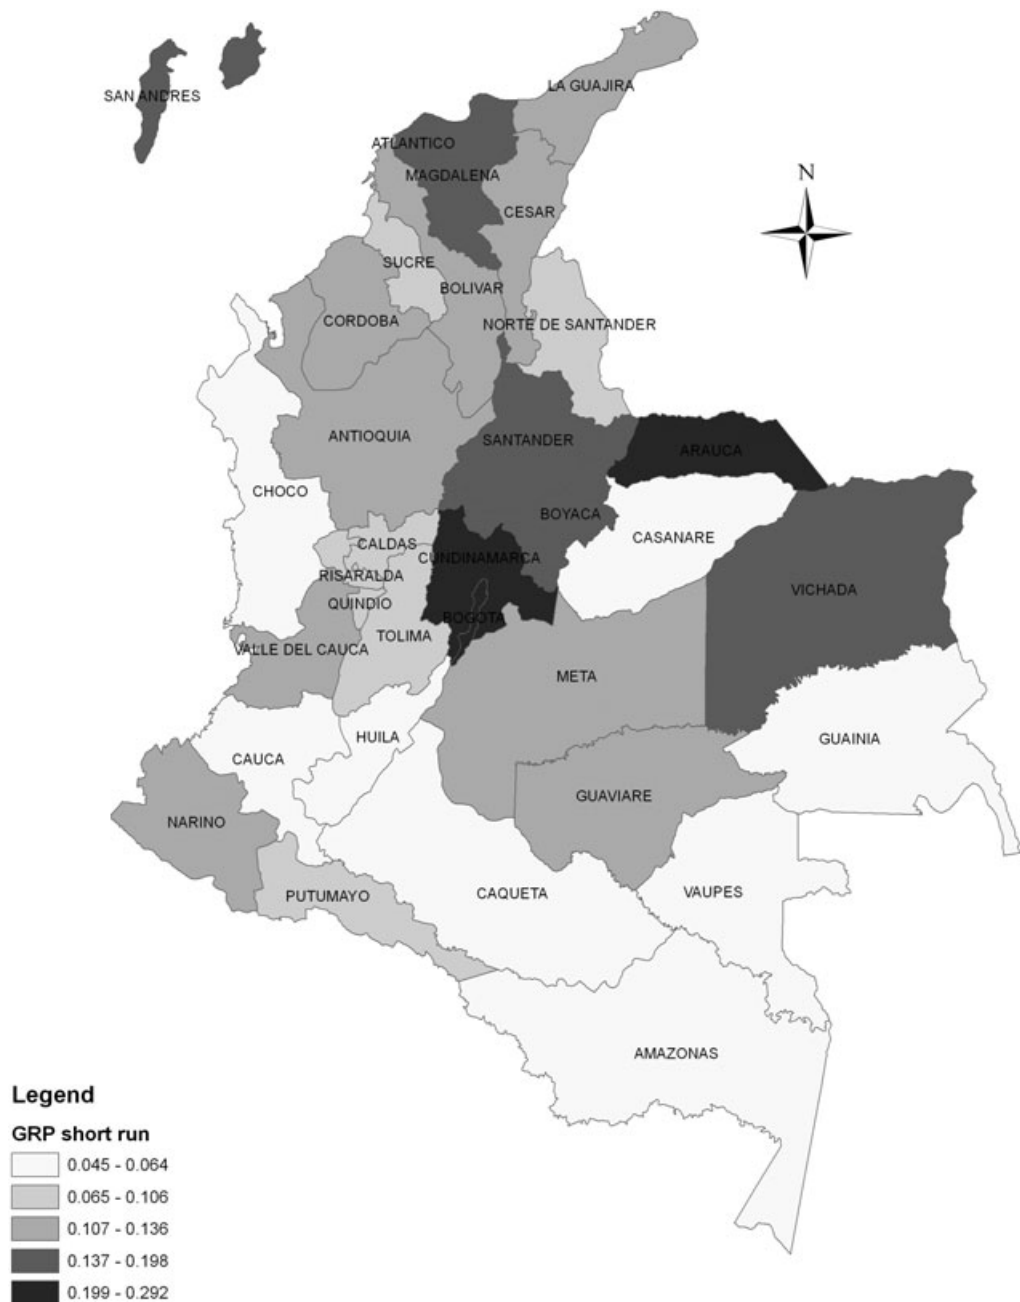 LA GUAJIRA
SAN ANDRES
ATLANTICO
MAGDALENA
N
CESAR
SUCRE
BOLIVAR
CORDOBA
NORTE DE SANTANDER
ANTIOQUIA
SANTANDER
ARAUCA
CHOCO
BOYACA
CASANARE
CALDAS
CUNDINAMARCA
RISARALDA
VICHADA
QUINDIO
BOGOTA
TOLIMA
VALLE DEL CAUCA
META
HUILA
GUAINIA
CAUCA
GUAVIARE
NARINO
PUTUMAYO
CAQUETA
VAUPES
AMAZONAS
Legend
GRP short run
0.045 - 0.064
0.065 - 0.106
0.107 - 0.136
0.137 - 0.198
0.199 - 0.292